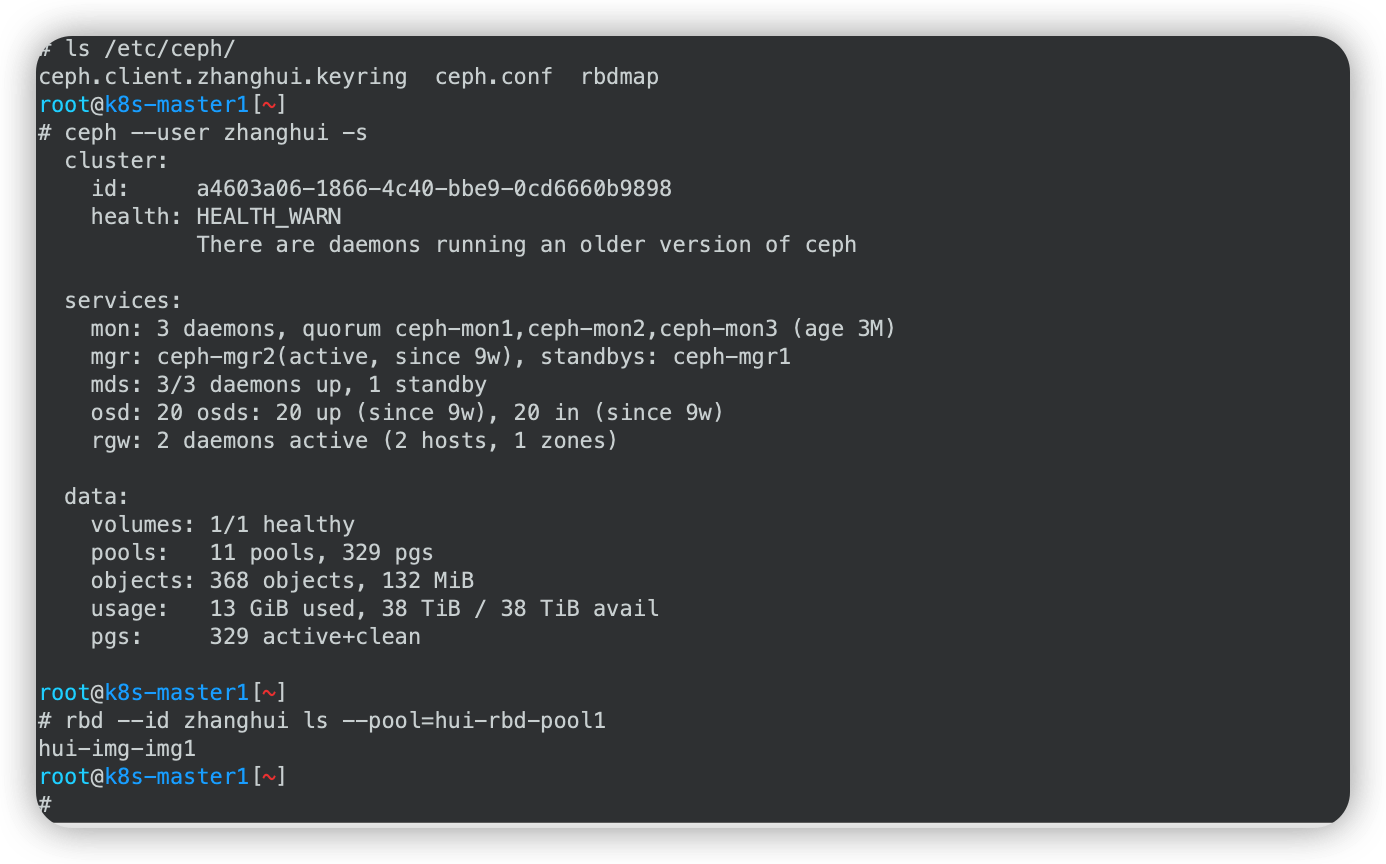 # ls /etc/ceph/
ceph.client.zhanghui.keyring  ceph.conf  rbdmap
root@k8s-master1[~]
# ceph --user zhanghui -s
  cluster:
    id:     a4603a06-1866-4c40-bbe9-0cd6660b9898
    health: HEALTH_WARN
            There are daemons running an older version of ceph

  services:
    mon: 3 daemons, quorum ceph-mon1,ceph-mon2,ceph-mon3 (age 3M)
    mgr: ceph-mgr2(active, since 9w), standbys: ceph-mgr1
    mds: 3/3 daemons up, 1 standby
    osd: 20 osds: 20 up (since 9w), 20 in (since 9w)
    rgw: 2 daemons active (2 hosts, 1 zones)

  data:
    volumes: 1/1 healthy
    pools:   11 pools, 329 pgs
    objects: 368 objects, 132 MiB
    usage:   13 GiB used, 38 TiB / 38 TiB avail
    pgs:     329 active+clean

root@k8s-master1[~]
# rbd --id zhanghui ls --pool=hui-rbd-pool1
hui-img-img1
root@k8s-master1[~]
#